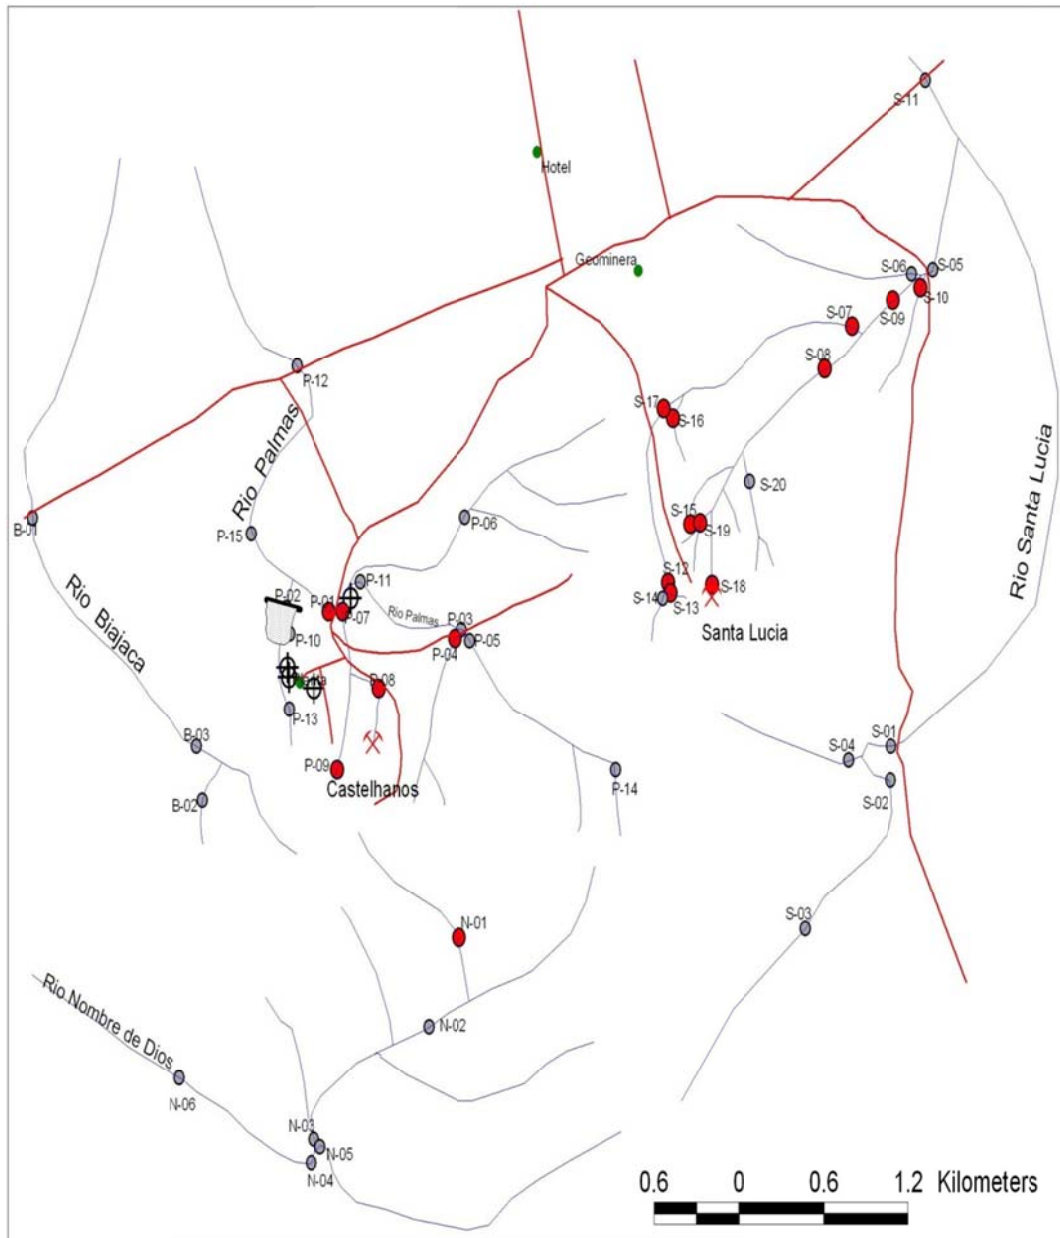 S-11
Hotel
Geominera
S-06
S-05
S-10
S-09
S-07
S-08
P-12
Rio Palmas
S-17
S-16
Rio Santa Lucia
S-20
P-06
B-01
P-15
S-15
S-19
P-11
S-12
S-18
S-14
S-13
P-02
P-01
P-07
Rio Palmas
P-03
Rio Biajaca
P-10
P-04
P-05
Santa Lucia
P-08
P-13
B-03
S-01
S-04
P-09
P-14
S-02
Castelhanos
B-02
N-01
S-03
Rio Nombre de Dios
N-02
N-06
N-03
N-05
N-04
0.6 0 0.6 1.2 Kilometers